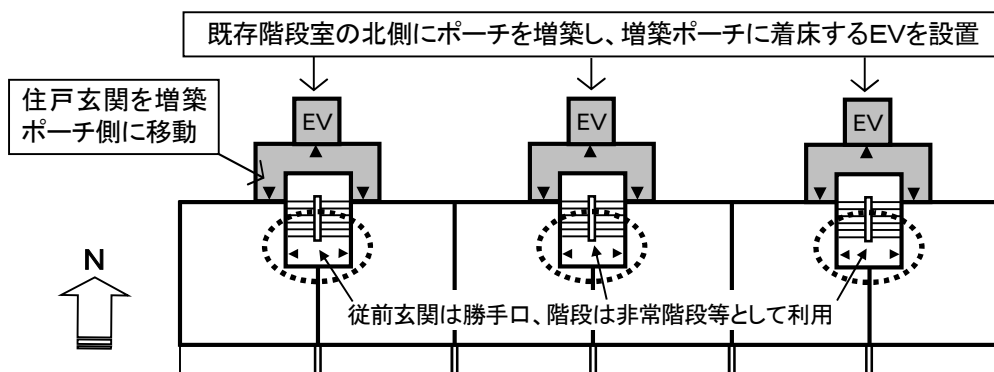 既存階段室の北側にポーチを増築し、増築ポーチに着床するEVを設置
住戸玄関を増築
ポーチ側に移動
EV
EV
EV
N
従前玄関は勝手口、階段は非常階段等として利用